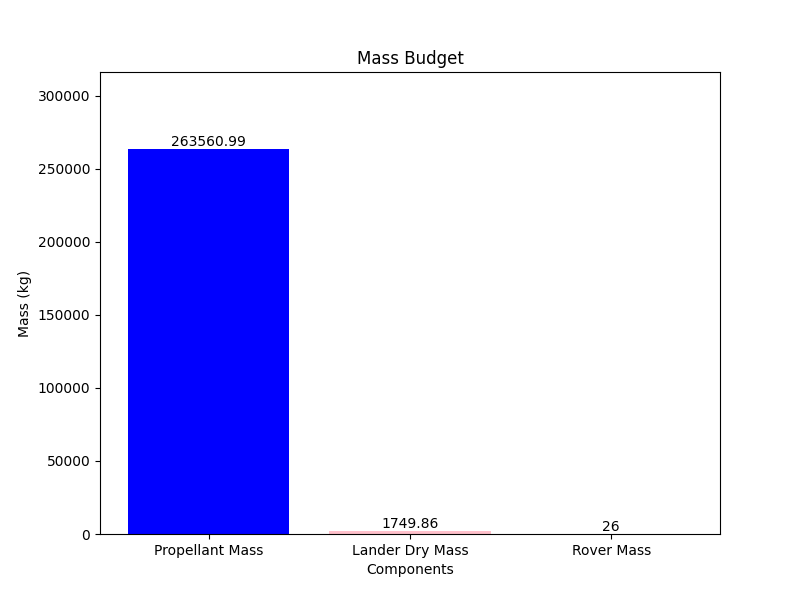 Mass Budget
300000
250000
200000
150000
100000
50000
0
Mass (kg)
263560.99
1749.86
26
Propellant Mass
Lander Dry Mass
Rover Mass
Components